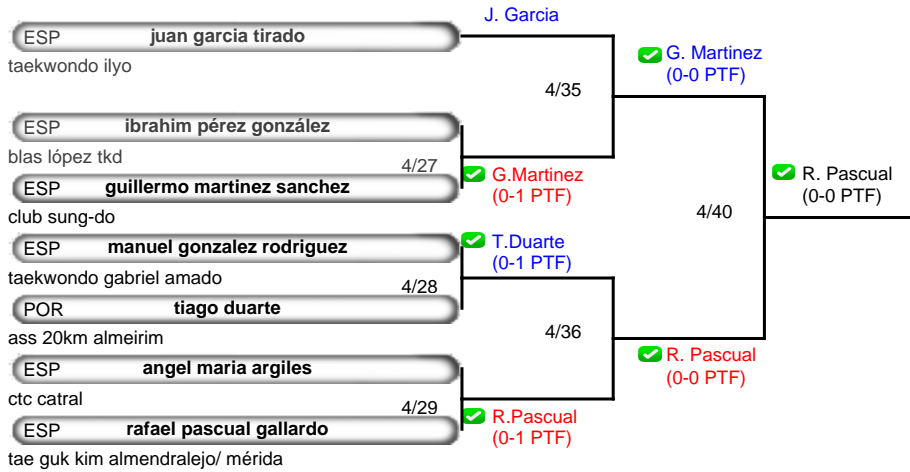 J. Garcia
ESP juan garcia tirado
taekwondo ilyo
G. Martinez
(0-0 PTF)
4/35
ESP ibrahim pérez gonzález
blas lópez tkd
4/27
G.Martinez
(0-1 PTF)
ESP guillermo martinez sanchez
club sung-do
R. Pascual
(0-0 PTF)
4/40
ESP manuel gonzalez rodriguez
taekwondo gabriel amado
T.Duarte
(0-1 PTF)
4/28
POR tiago duarte
ass 20km almeirim
4/36
R. Pascual
(0-0 PTF)
ESP angel maria argiles
ctc catral
4/29
R.Pascual
(0-1 PTF)
ESP rafael pascual gallardo
tae guk kim almendralejo/ mérida